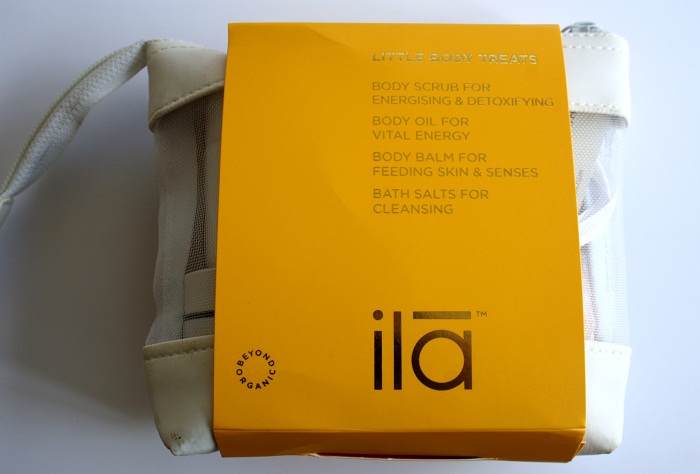 LITTLE BODY TREATS
BODY SCRUB FOR
ENERGISING & DETOXIFYING
BODY OIL FOR
VITAL ENERGY
BODY BALM FOR
FEEDING SKIN & SENSES
BATH SALTS FOR
CLEANSING
ilā™
BEYOND ORGANIC